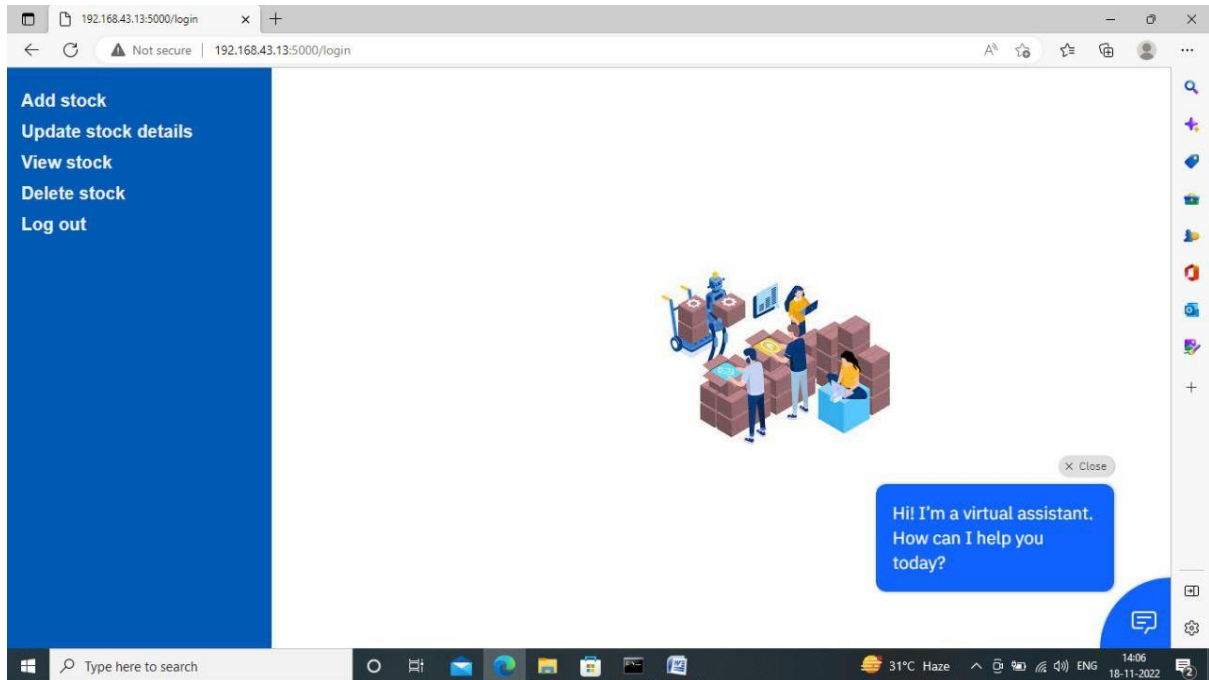 192.168.43.13:5000/login
Not secure | 192.168.43.13:5000/login
Add stock
Update stock details
View stock
Delete stock
Log out
× Close
Hi! I'm a virtual assistant.
How can I help you
today?
Type here to search
31°C Haze
ENG
14:06
18-11-2022
2